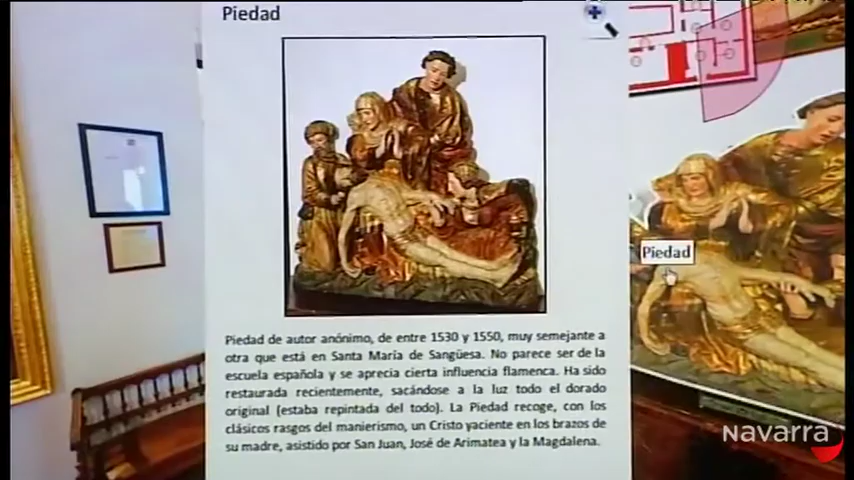 Piedad
Piedad de autor anónimo, de entre 1530 y 1550, muy semejante a
otra que está en Santa María de Sangüesa. No parece ser de la
escuela española y se aprecia cierta influencia flamenca. Ha sido
restaurada recientemente, sacándose a la luz todo el dorado
original (estaba repintada del todo). La Piedad recoge, con los
clásicos rasgos del manierismo, un Cristo yaciente en los brazos de
su madre, asistido por San Juan, José de Arimatea y la Magdalena.
Piedad
Navarra